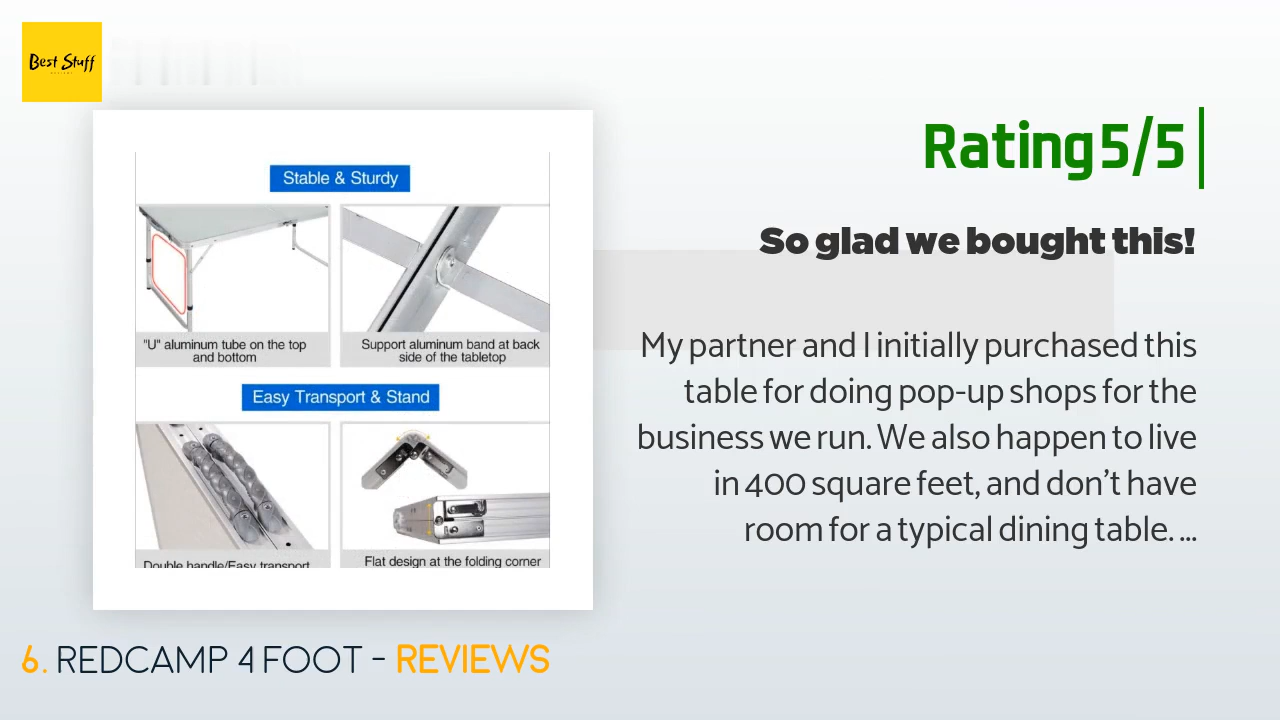 Best Stuff
Rating 5/5
So glad we bought this!
My partner and I initially purchased this
table for doing pop-up shops for the
business we run. We also happen to live
in 400 square feet, and don't have
room for a typical dining table. ...
Stable & Sturdy
"U" aluminum tube on the top
and bottom
Support aluminum band at back
side of the tabletop
Easy Transport & Stand
Double handle/Easy transport
Flat design at the folding corner
6. REDCAMP 4 FOOT - REVIEWS